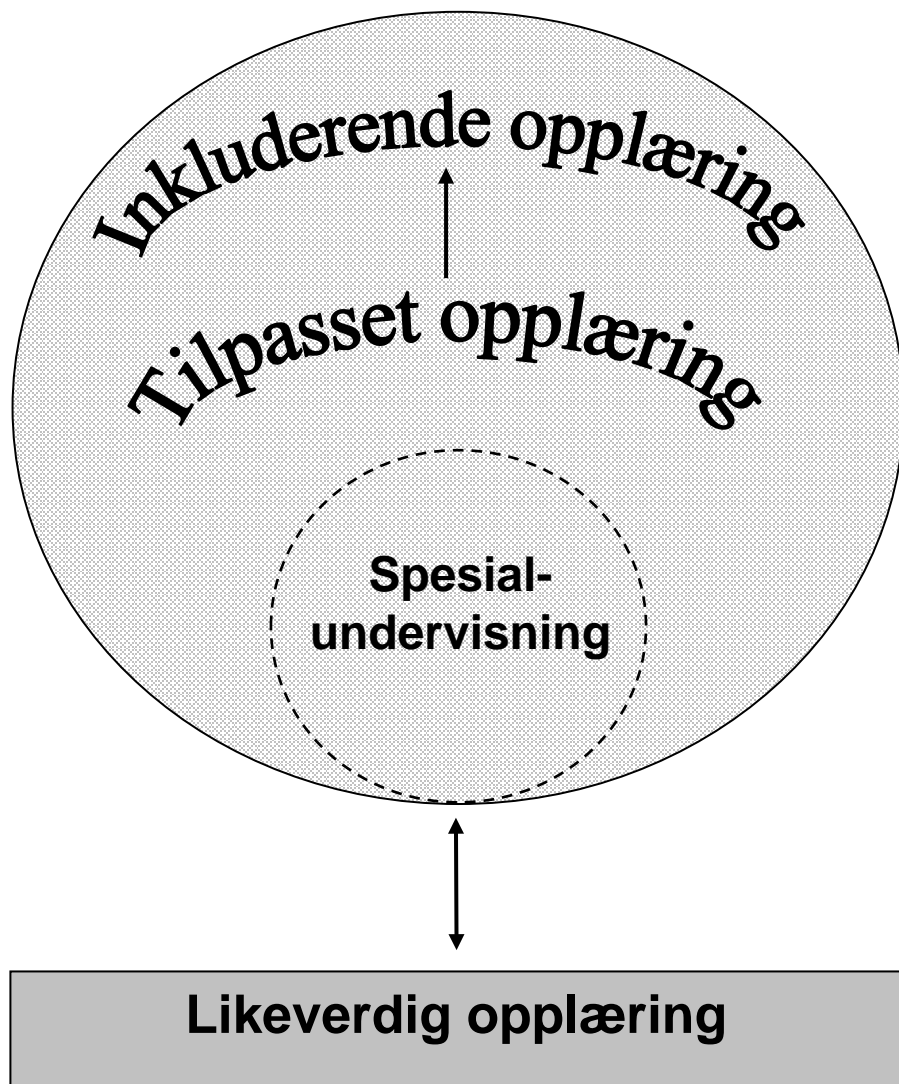 Inkluderende opplæring
Tilpasset opplæring
Spesial-
undervisning
Likeverdig opplæring